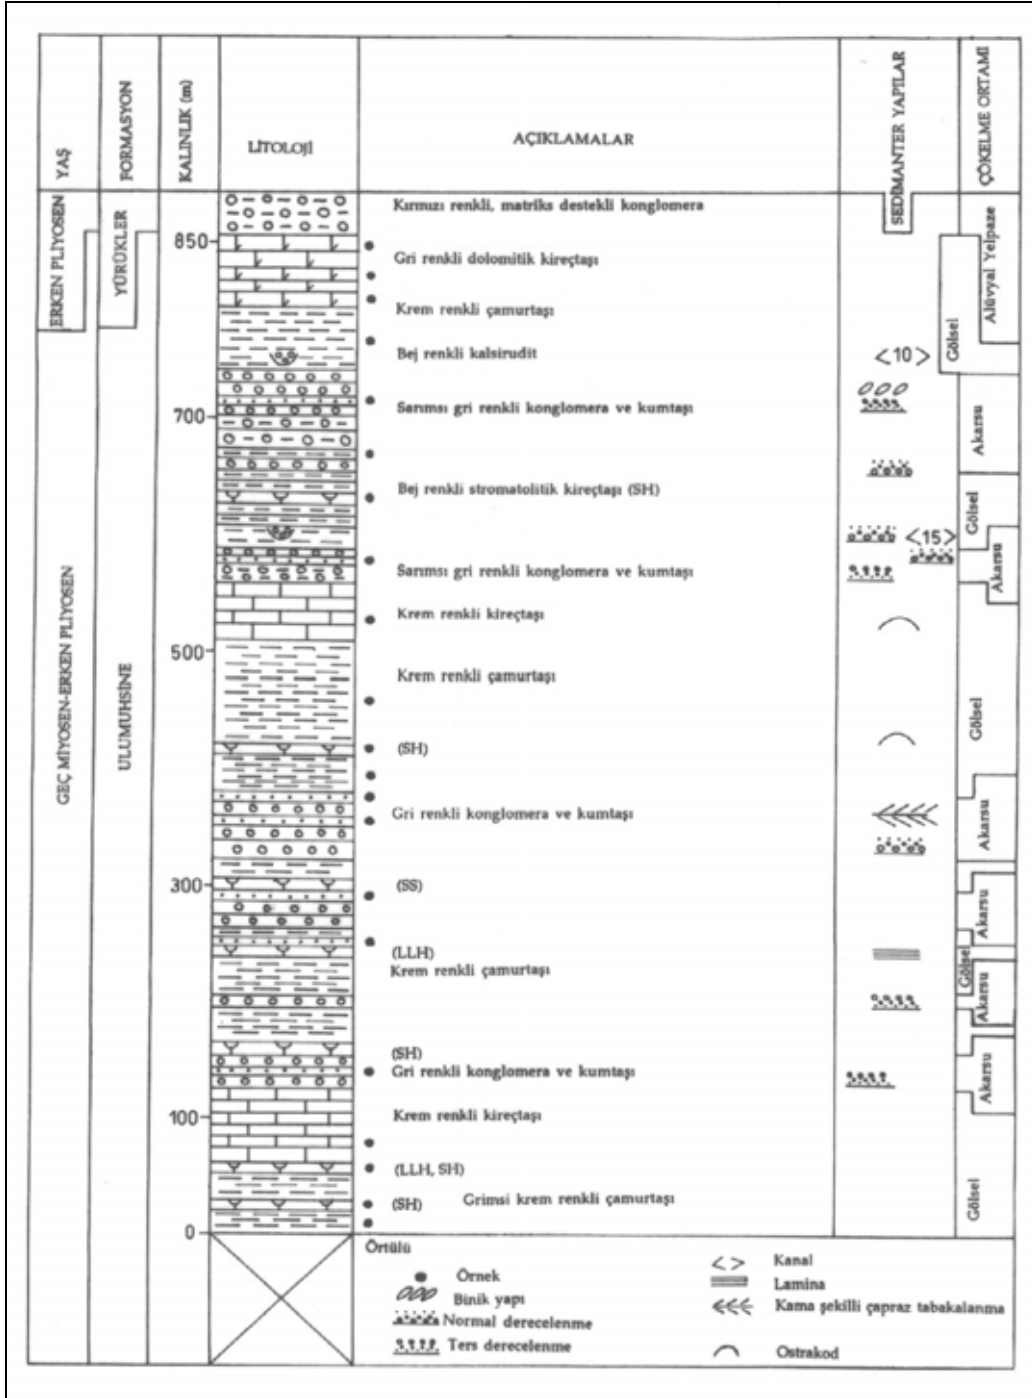 YAŞ
FORMASYON
KALINLIK (m)
LİTOLOJİ
AÇIKLAMALAR
SEDİMANTER YAPILAR
ÇÖKELME ORTAMI
ERKEN PLİYOSEN
YÜRÜKLER
GEÇ MİYOSEN-ERKEN PLİYOSEN
ULUMUHSİNE
850
700
500
300
100
0
Kırmızı renkli, matriks destekli konglomera
Gri renkli dolomitik kireçtaşı
Krem renkli çamurtaşı
Bej renkli kalsirudit
<10>
Sarımsı gri renkli konglomera ve kumtaşı
Bej renkli stromatolitik kireçtaşı (SH)
<15>
Sarımsı gri renkli konglomera ve kumtaşı
Krem renkli kireçtaşı
Krem renkli çamurtaşı
(SH)
Gri renkli konglomera ve kumtaşı
(SS)
(LLH)
Krem renkli çamurtaşı
(SH)
Gri renkli konglomera ve kumtaşı
Krem renkli kireçtaşı
(LLH, SH)
(SH) Grimsi krem renkli çamurtaşı
Alüvyal Yelpaze
Gölsel
Akarsu
Gölsel
Akarsu
Gölsel
Akarsu
Akarsu
Gölsel
Akarsu
Akarsu
Gölsel
Örtülü
Örnek
Binik yapı
Normal derecelenme
Ters derecelenme
< > Kanal
Lamina
Kama şekilli çapraz tabakalanma
Ostrakod